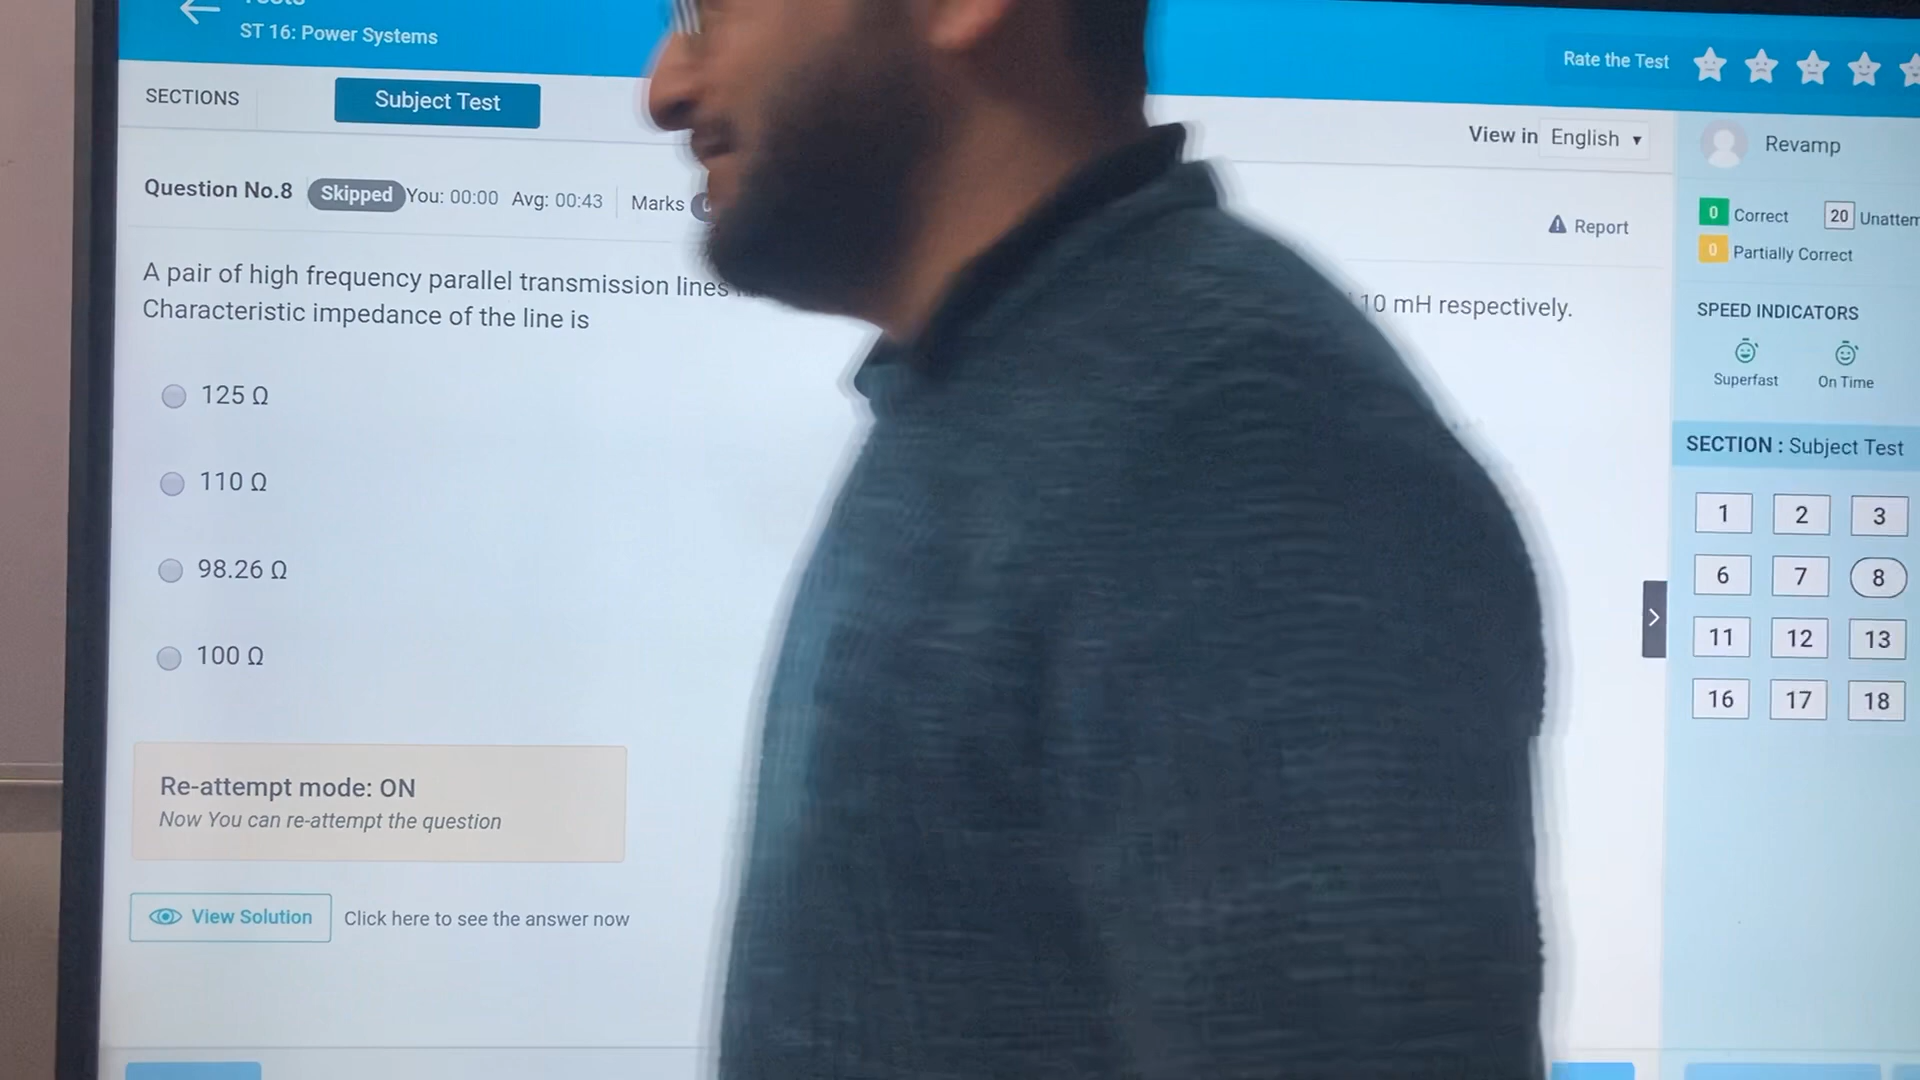 ST 16: Power Systems
Rate the Test
SECTIONS
Subject Test
View in English
Revamp
Question No.8 Skipped You: 00:00 Avg: 00:43 Marks
Report
0 Correct 20
0 Partially Correct
A pair of high frequency parallel transmission lines
10 mH respectively.
Characteristic impedance of the line is
SPEED INDICATORS
Superfast On Time
125 Ω
110 Ω
98.26 Ω
100 Ω
SECTION : Subject Test
1 2 3
6 7 8
11 12 13
16 17 18
Re-attempt mode: ON
Now You can re-attempt the question
View Solution Click here to see the answer now